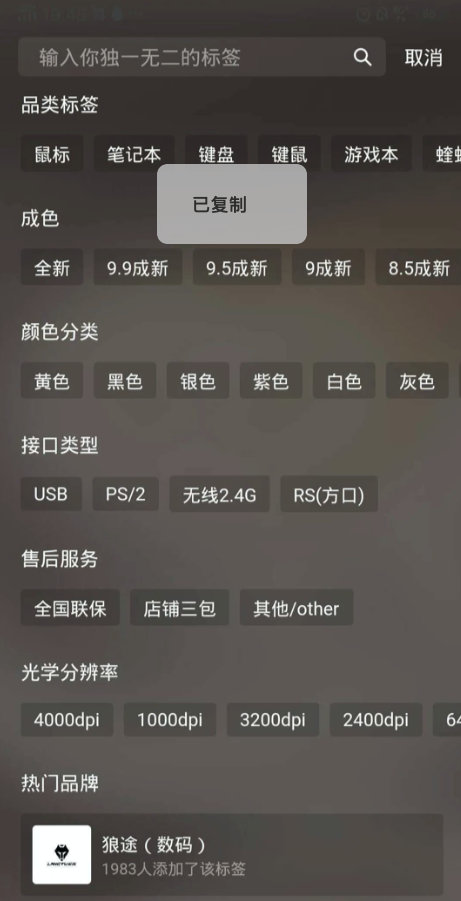 输入你独一无二的标签 取消
品类标签
鼠标 笔记本 键盘 键鼠 游戏本
已复制
成色
全新 9.9成新 9.5成新 9成新 8.5成新
颜色分类
黄色 黑色 银色 紫色 白色 灰色
接口类型
USB PS/2 无线2.4G RS(方口)
售后服务
全国联保 店铺三包 其他/other
光学分辨率
4000dpi 1000dpi 3200dpi 2400dpi 64
热门品牌
狼途（数码）
1983人添加了该标签